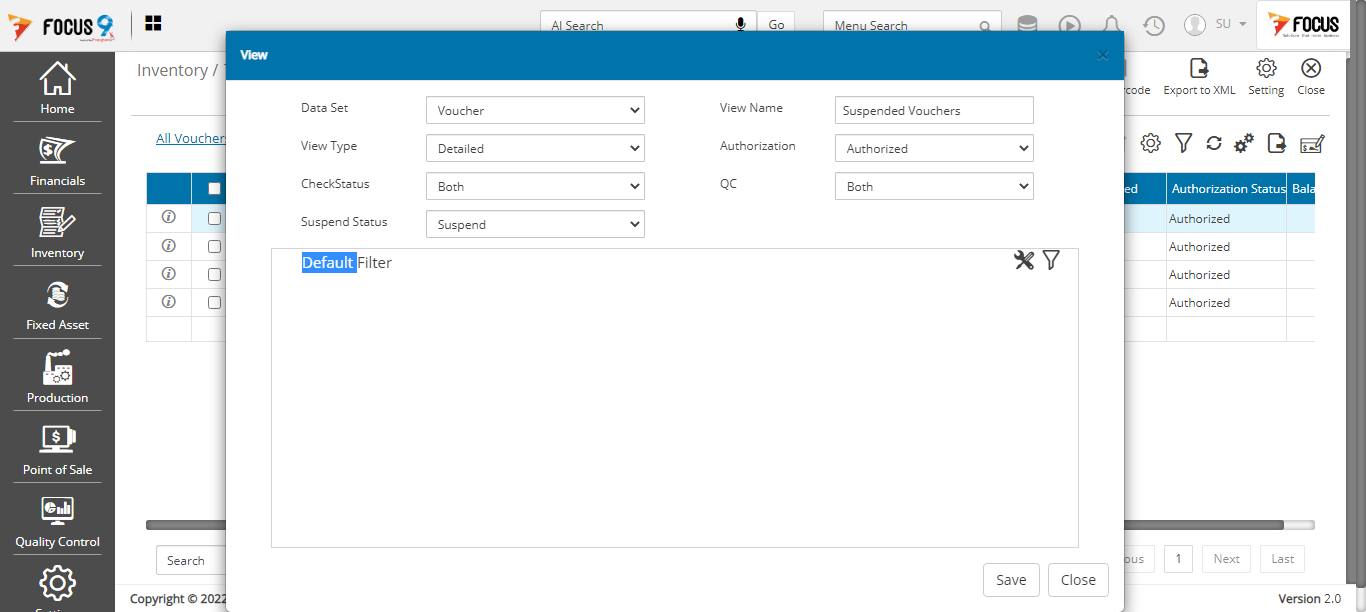 FOCUS 9
AI Search
Go
Menu Search
SU
FOCUS
Home
Financials
Inventory
Fixed Asset
Production
Point of Sale
Quality Control
Inventory /
rcode
Export to XML
Setting
Close
All Vouchers
View
Data Set
Voucher
View Name
Suspended Vouchers
View Type
Detailed
Authorization
Authorized
CheckStatus
Both
QC
Both
Suspend Status
Suspend
Default Filter
Save
Close
ed
Authorization Status
Bala
Authorized
Authorized
Authorized
Authorized
Search
ous
1
Next
Last
Copyright © 2022
Version 2.0